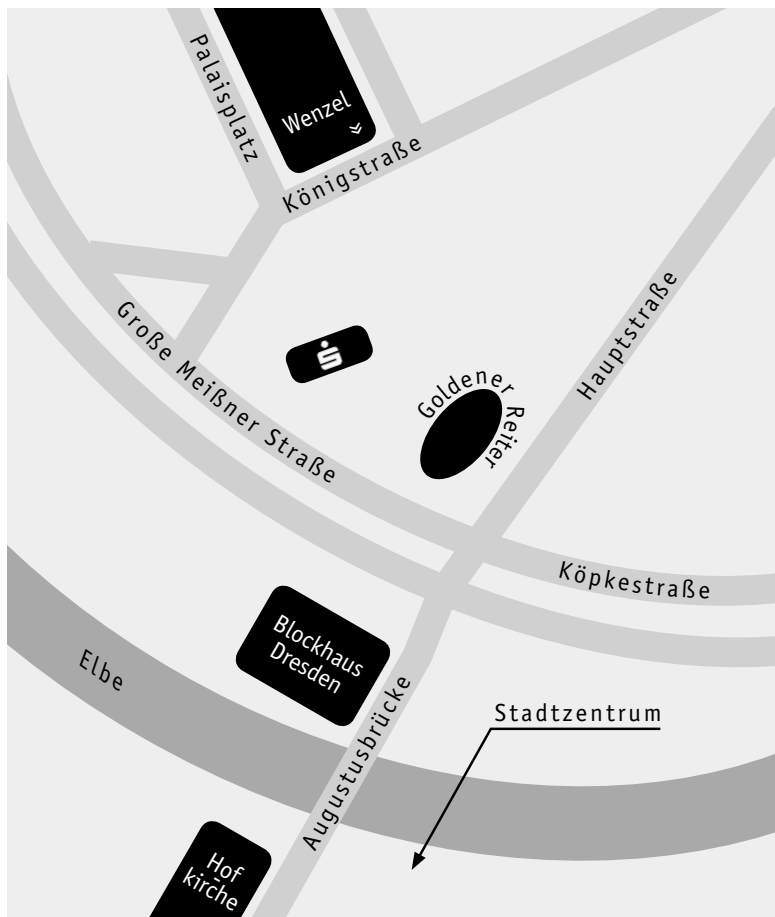 Palaisplatz
Wenzel
Königstraße
Große Meißner Straße
Goldener Reiter
Hauptstraße
Köpkestraße
Blockhaus
Dresden
Elbe
Augustusbrücke
Stadtzentrum
Hof-
kirche